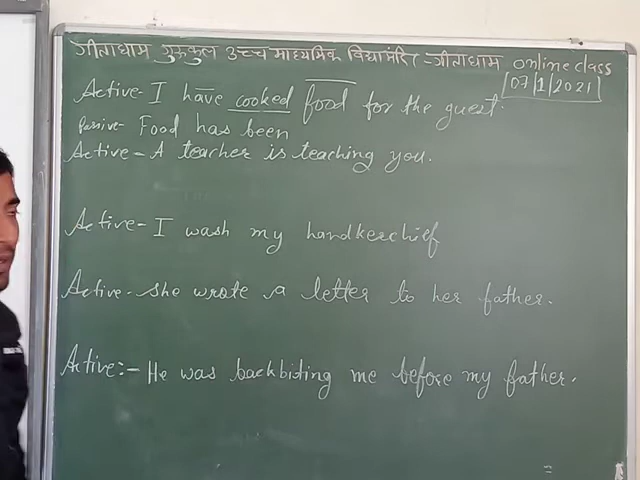 गीताधाम गुरुकुल उच्च माध्यमिक विद्यामंदिर - गीताधाम online class
07/1/2021
Active- I have cooked food for the guest.
Passive- Food has been
Active- A teacher is teaching you.
Active- I wash my handkerchief
Active- she wrote a letter to her father.
Active:- He was backbiting me before my father.
=